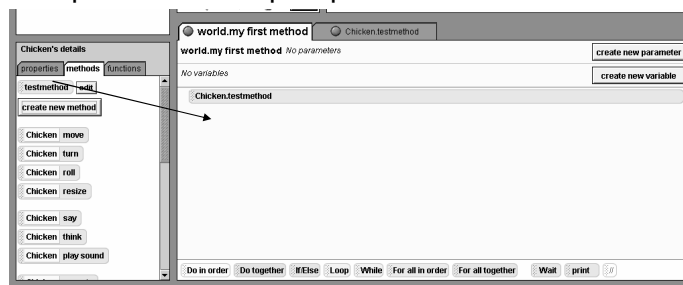 world.my first method
Chicken.testmethod
Chicken's details
world.my first method No parameters
create new parameter
properties methods functions
No variables
create new variable
testmethod edit
Chicken.testmethod
create new method
Chicken move
Chicken turn
Chicken roll
Chicken resize
Chicken say
Chicken think
Chicken play sound
Do in order Do together If/Else Loop While For all in order For all together Wait print //